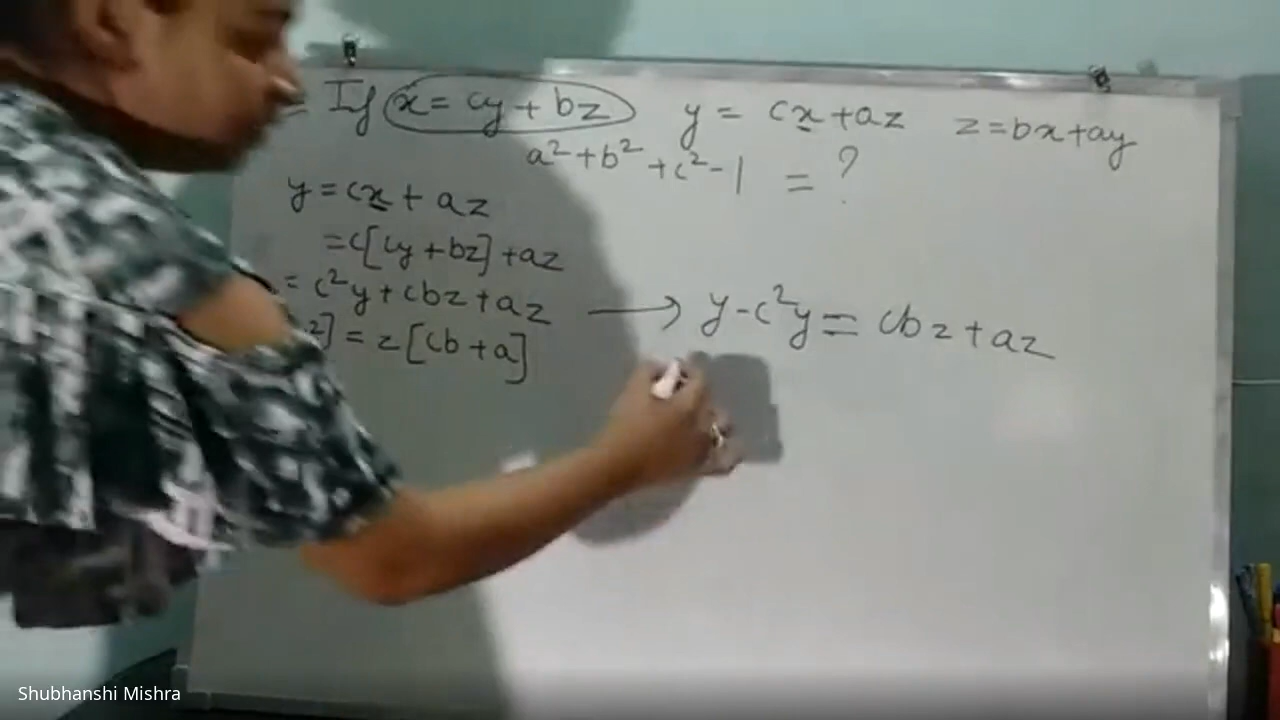 If x = cy + bz y = cx + az z = bx + ay
a² + b² + c² - 1 = ?
y = cx + az
= c[cy + bz] + az
= c²y + cbz + az → y - c²y = cbz + az
²] = z[cb + a]
Shubhanshi Mishra